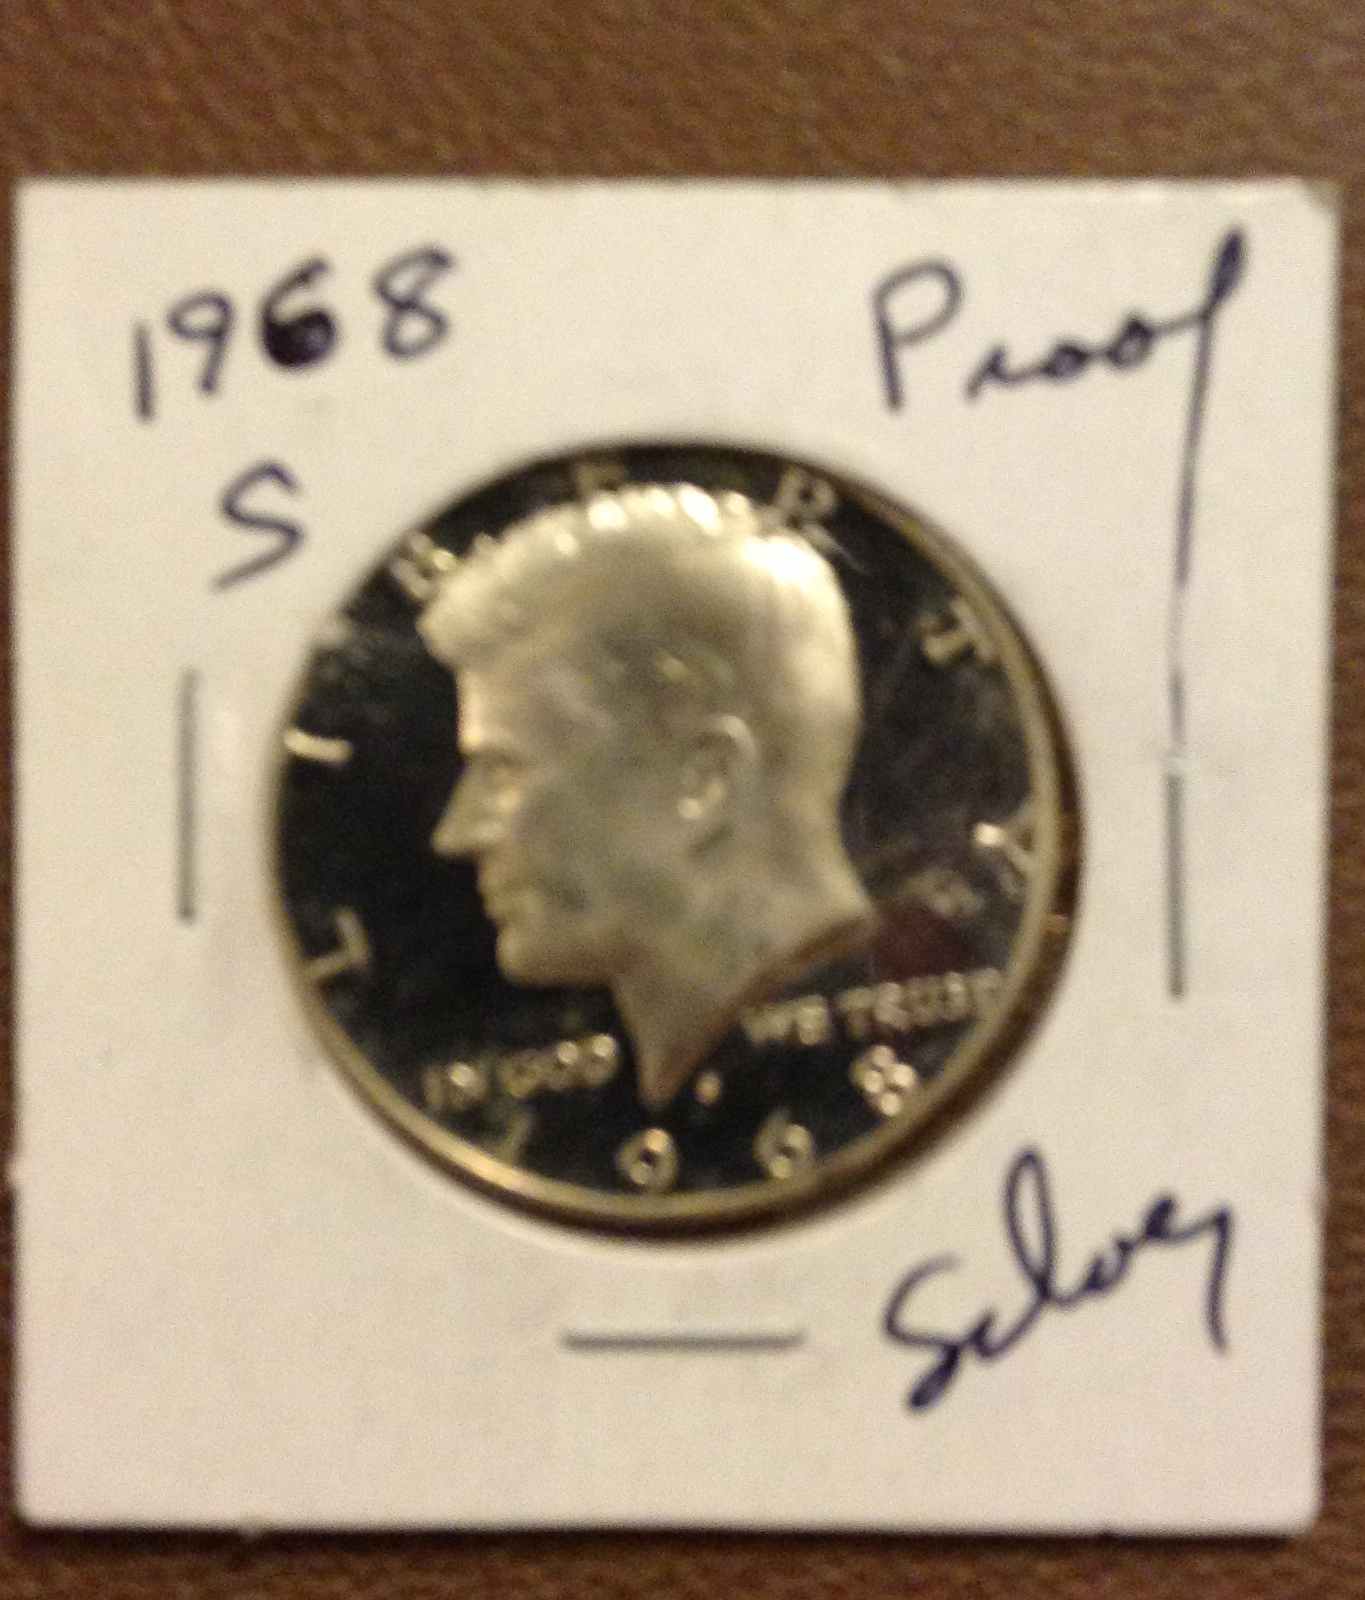 1968
Proof
S
LIBERTY
IN GOD WE TRUST
1968
Silver